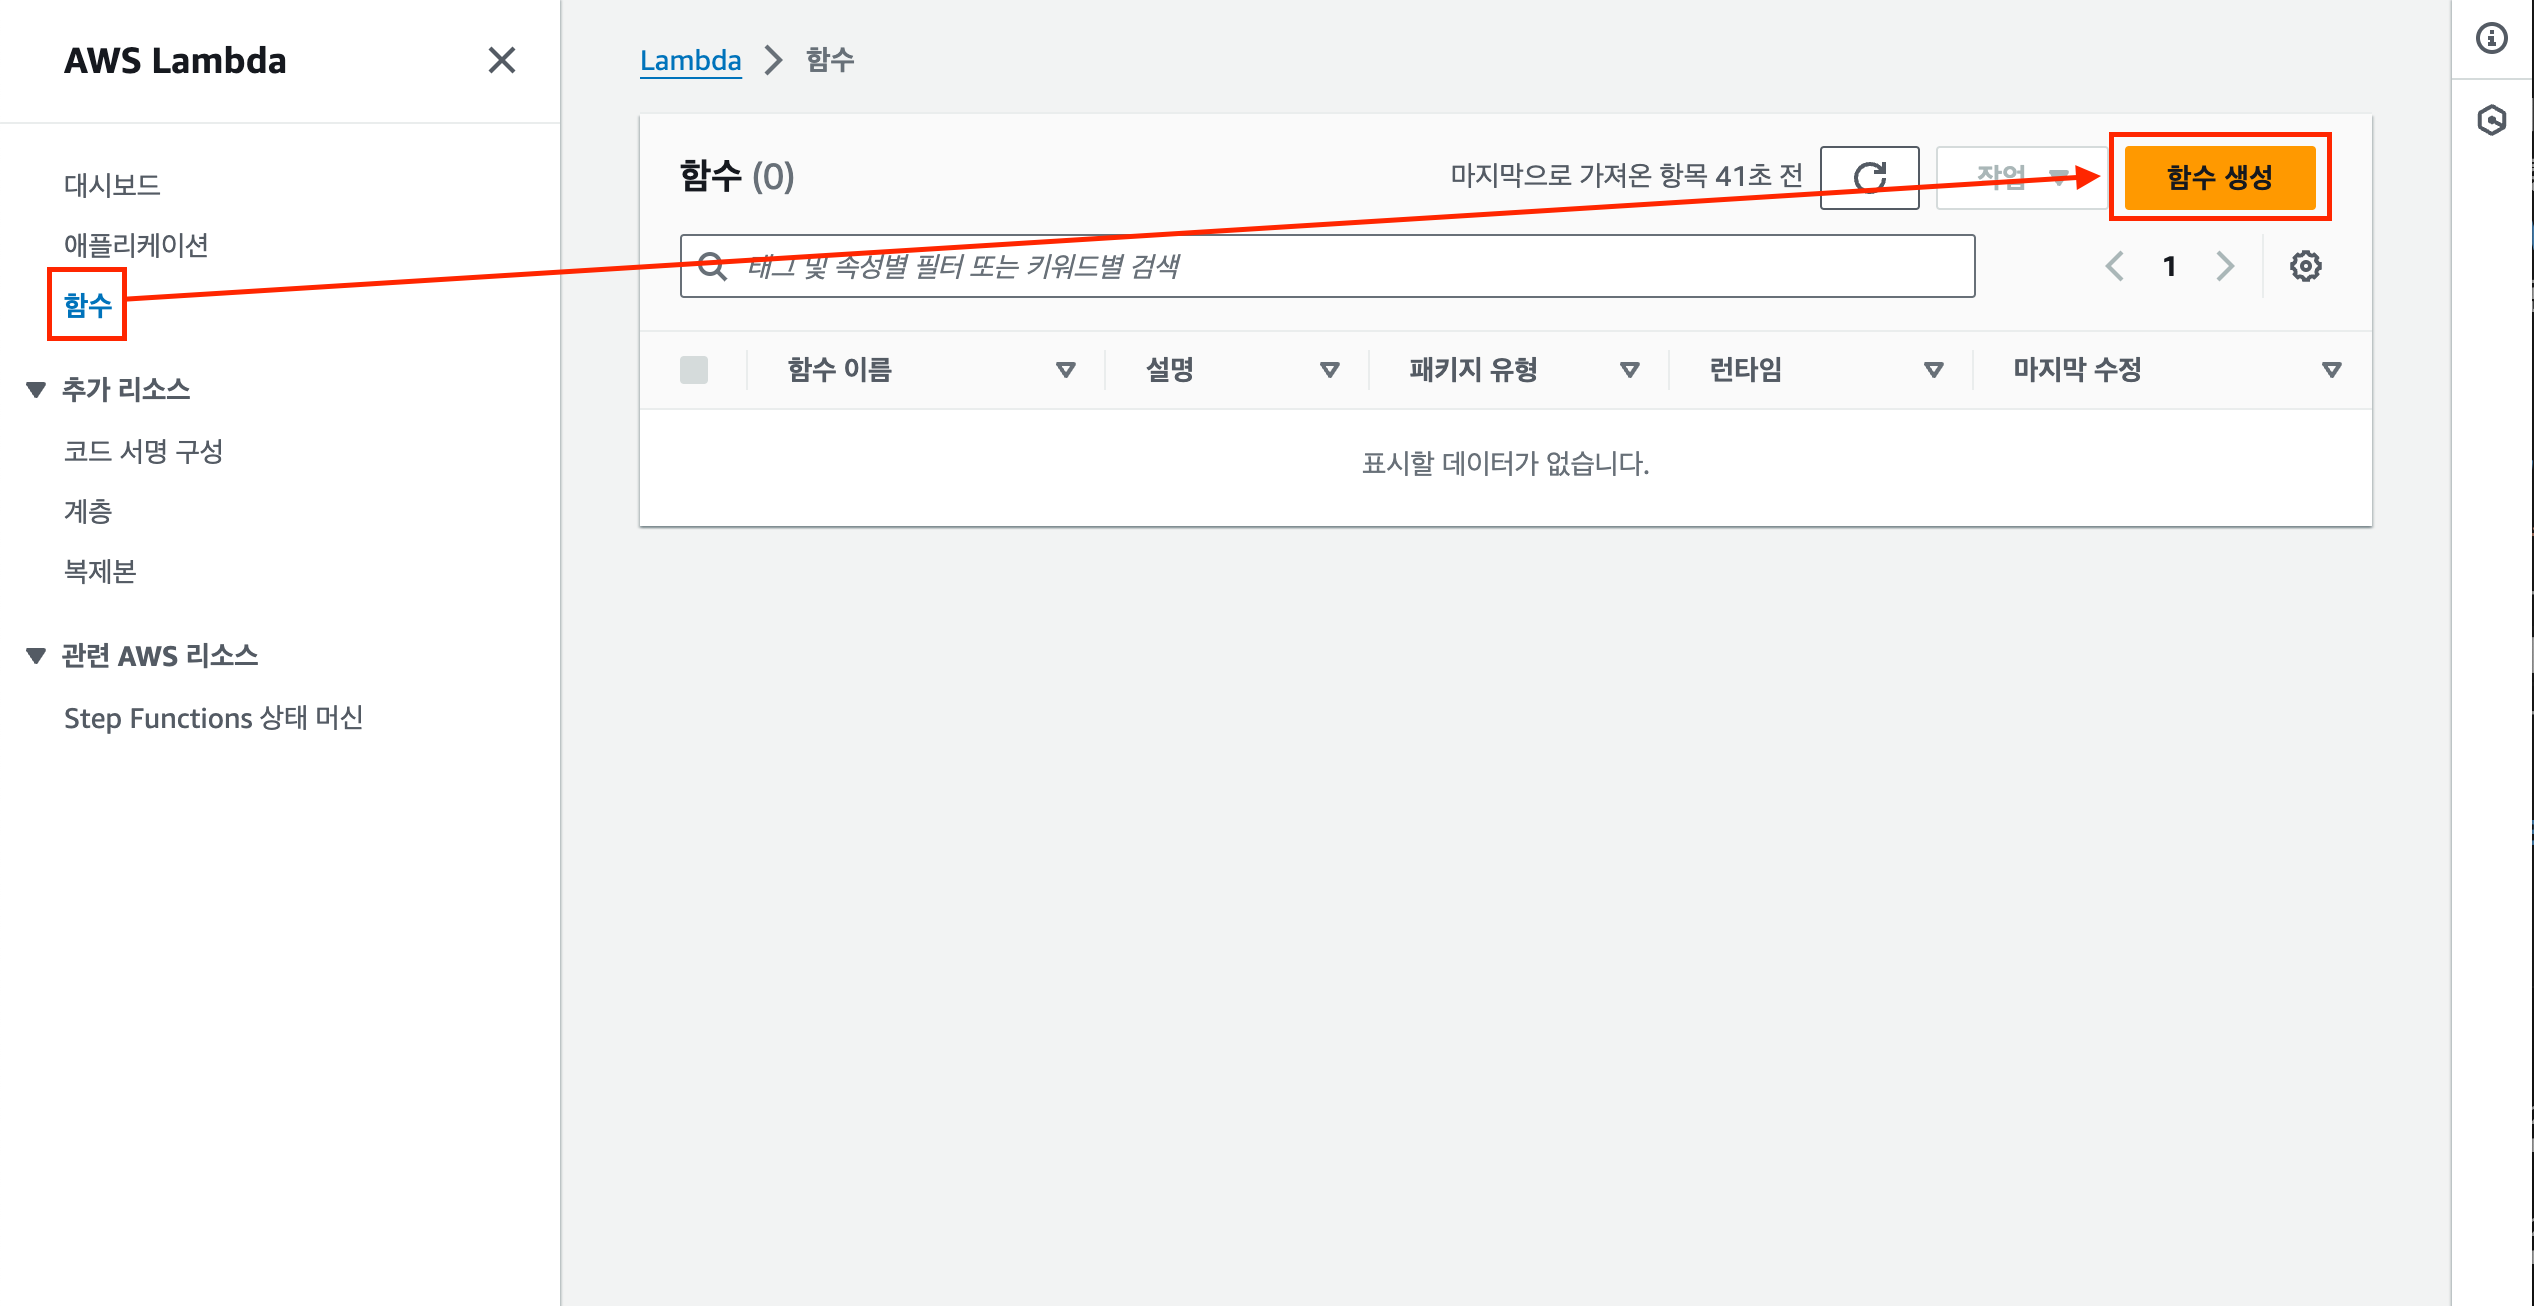 AWS Lambda
대시보드
애플리케이션
함수
추가 리소스
코드 서명 구성
계층
복제본
관련 AWS 리소스
Step Functions 상태 머신
Lambda 함수
함수 (0) 마지막으로 가져온 항목 41초 전 작업 함수 생성
태그 및 속성별 필터 또는 키워드별 검색 1
함수 이름 설명 패키지 유형 런타임 마지막 수정
표시할 데이터가 없습니다.